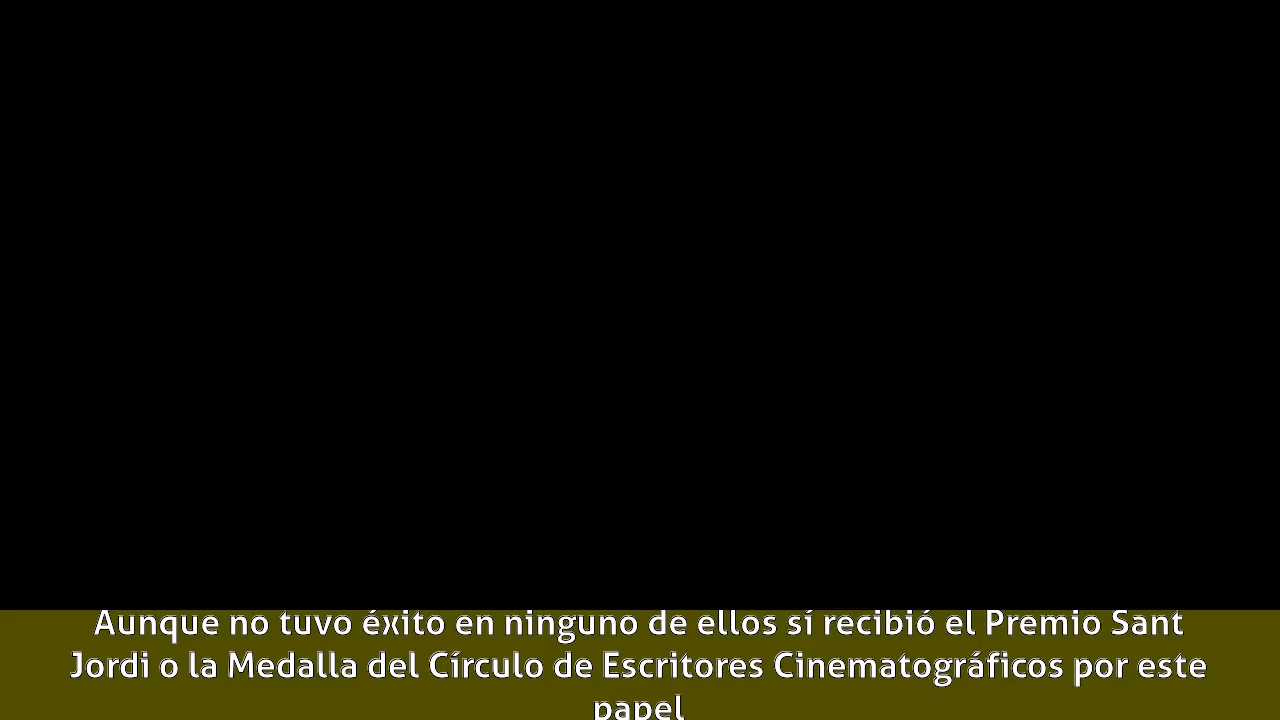 Aunque no tuvo éxito en ninguno de ellos sí recibió el Premio Sant
Jordi o la Medalla del Círculo de Escritores Cinematográficos por este
papel